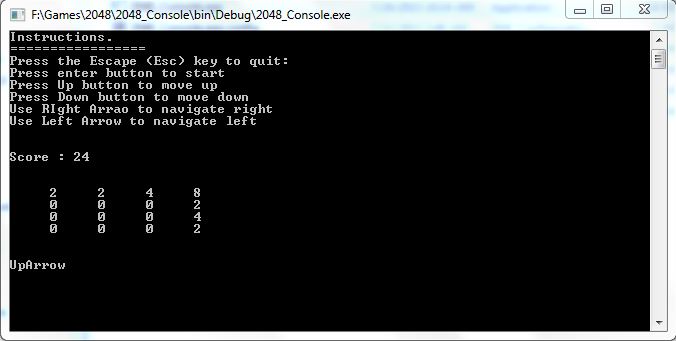 F:\Games\2048\2048_Console\bin\Debug\2048_Console.exe
Instructions.
=================
Press the Escape (Esc) key to quit:
Press enter button to start
Press Up button to move up
Press Down button to move down
Use RIght Arrao to navigate right
Use Left Arrow to navigate left
Score : 24
2 2 4 8
0 0 0 2
0 0 0 4
0 0 0 2
UpArrow